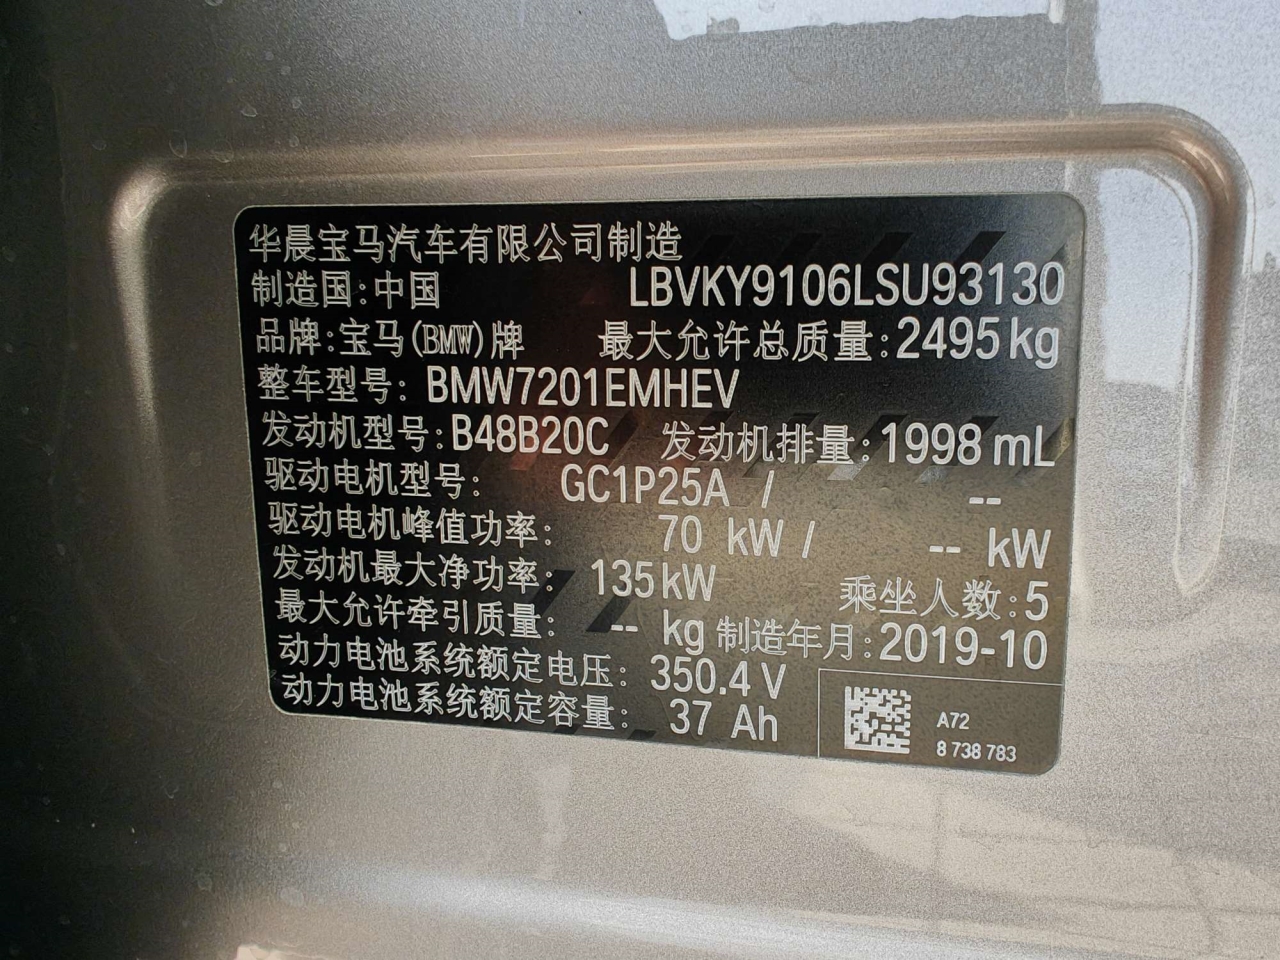 华晨宝马汽车有限公司制造
制造国:中国 LBVKY9106LSU93130
品牌:宝马(BMW)牌 最大允许总质量:2495kg
整车型号: BMW7201EMHEV
发动机型号:B48B20C 发动机排量:1998mL
驱动电机型号: GC1P25A / --
驱动电机峰值功率: 70 kW / -- kW
发动机最大净功率: 135kW 乘坐人数:5
最大允许牵引质量: -- kg 制造年月:2019-10
动力电池系统额定电压: 350.4 V
动力电池系统额定容量: 37 Ah
A72
8 738 783